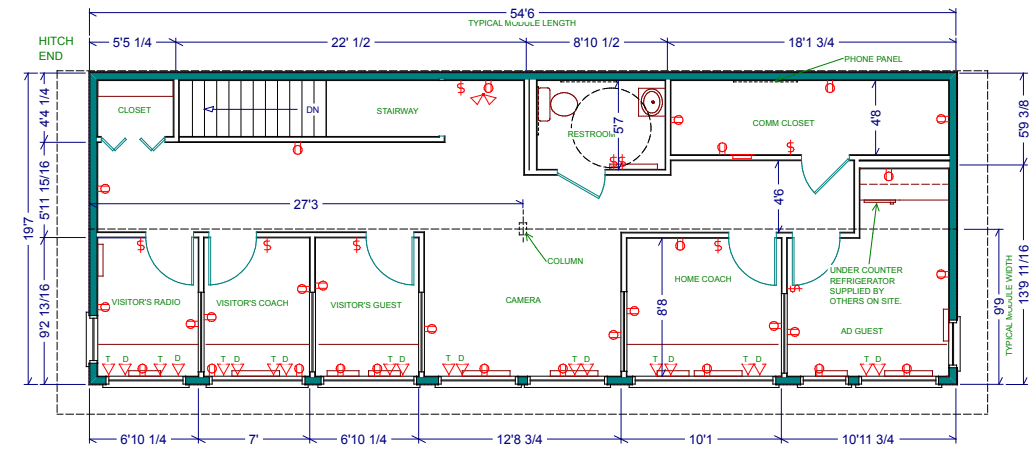 54'6
TYPICAL MODULE LENGTH
HITCH
END
5'5 1/4
22' 1/2
8'10 1/2
18'1 3/4
PHONE PANEL
4'4 1/4
CLOSET
DN
STAIRWAY
$
$
RESTROOM
5'7
$$
COMM CLOSET
4'8
5'9 3/8
5'11 15/16
19'7
27'3
4'6
COLUMN
9'2 13/16
$
$
$
$
$
VISITOR'S RADIO
VISITOR'S COACH
VISITOR'S GUEST
CAMERA
HOME COACH
8'8
UNDER COUNTER
REFRIGERATOR
SUPPLIED BY
OTHERS ON SITE.
AD GUEST
9'9
TYPICAL MODULE WIDTH
13'9 11/16
T D T D
T D T D
T D
T D
T D
T D
T D
T D
6'10 1/4
7'
6'10 1/4
12'8 3/4
10'1
10'11 3/4